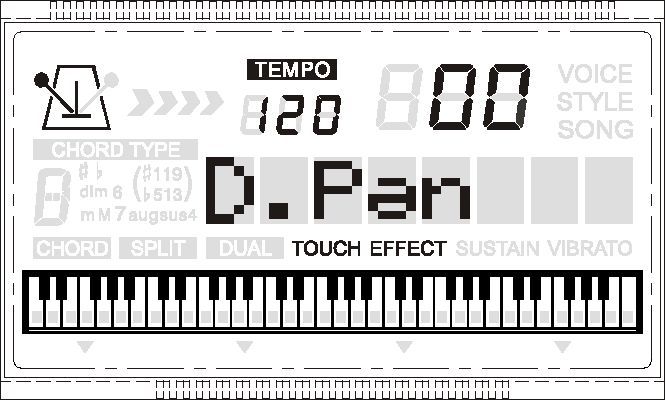 TEMPO
120
00
VOICE
STYLE
SONG
CHORD TYPE
# b
dim 6
mM7augsus4
(#119)
(b513)
D.Pan
CHORD SPLIT DUAL TOUCH EFFECT SUSTAIN VIBRATO